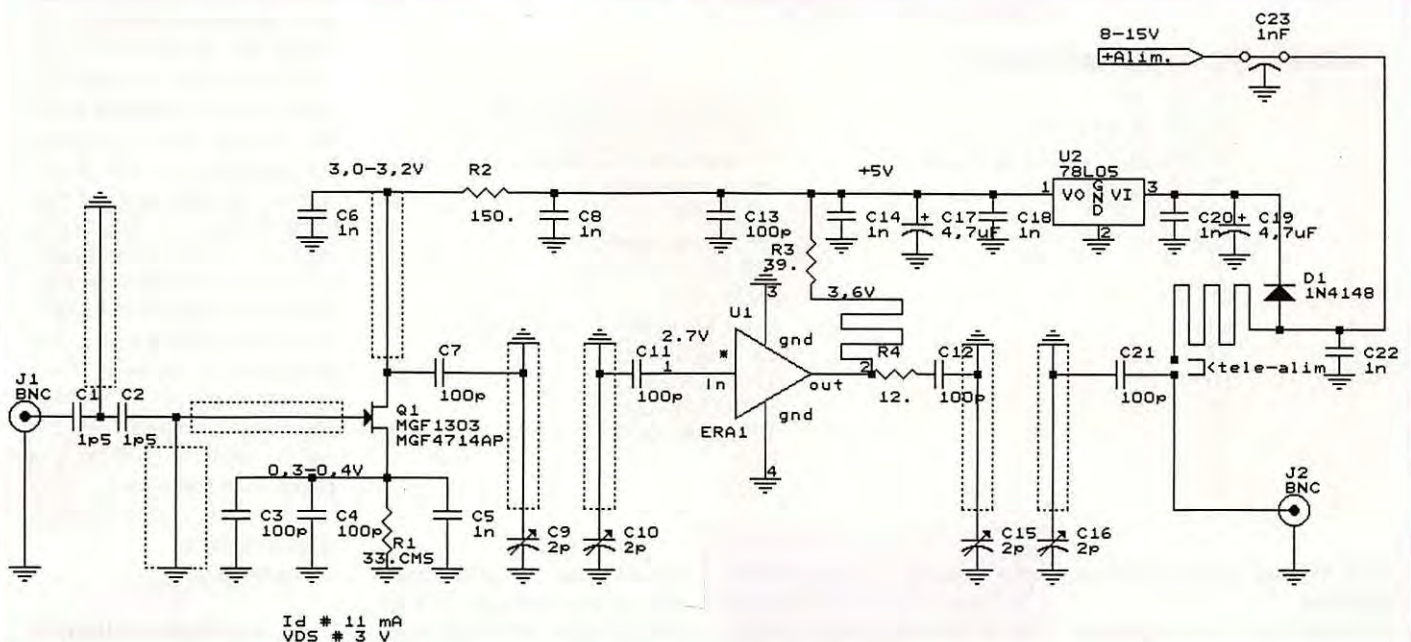 8-15V
+Alim.
C23
1nF
3,0-3,2V
R2
150.
+5V
U2
78L05
1
VO
GND
VI
3
2
C6
1n
C8
1n
C13
100p
C14
1n
C17
4,7uF
C18
1n
C20
1n
C19
4,7uF
R3
39.
3,6V
D1
1N4148
C22
1n
<tele-alim
J1
BNC
C1
1p5
C2
1p5
Q1
MGF1303
MGF4714AP
0,3-0,4V
C3
100p
C4
100p
R1
33.CMS
C5
1n
C7
100p
C9
2p
C10
2p
C11
100p
2.7V
1
*
In
U1
3
gnd
gnd
4
out
2
ERA1
R4
12.
C12
100p
C15
2p
C16
2p
C21
100p
J2
BNC
Id # 11 mA
VDS # 3 V